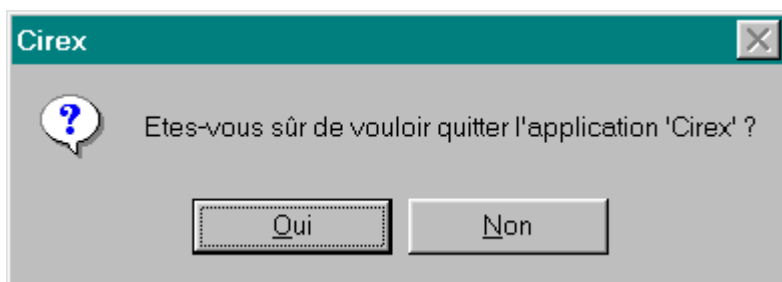 Cirex
Etes-vous sûr de vouloir quitter l'application 'Cirex' ?
Oui
Non